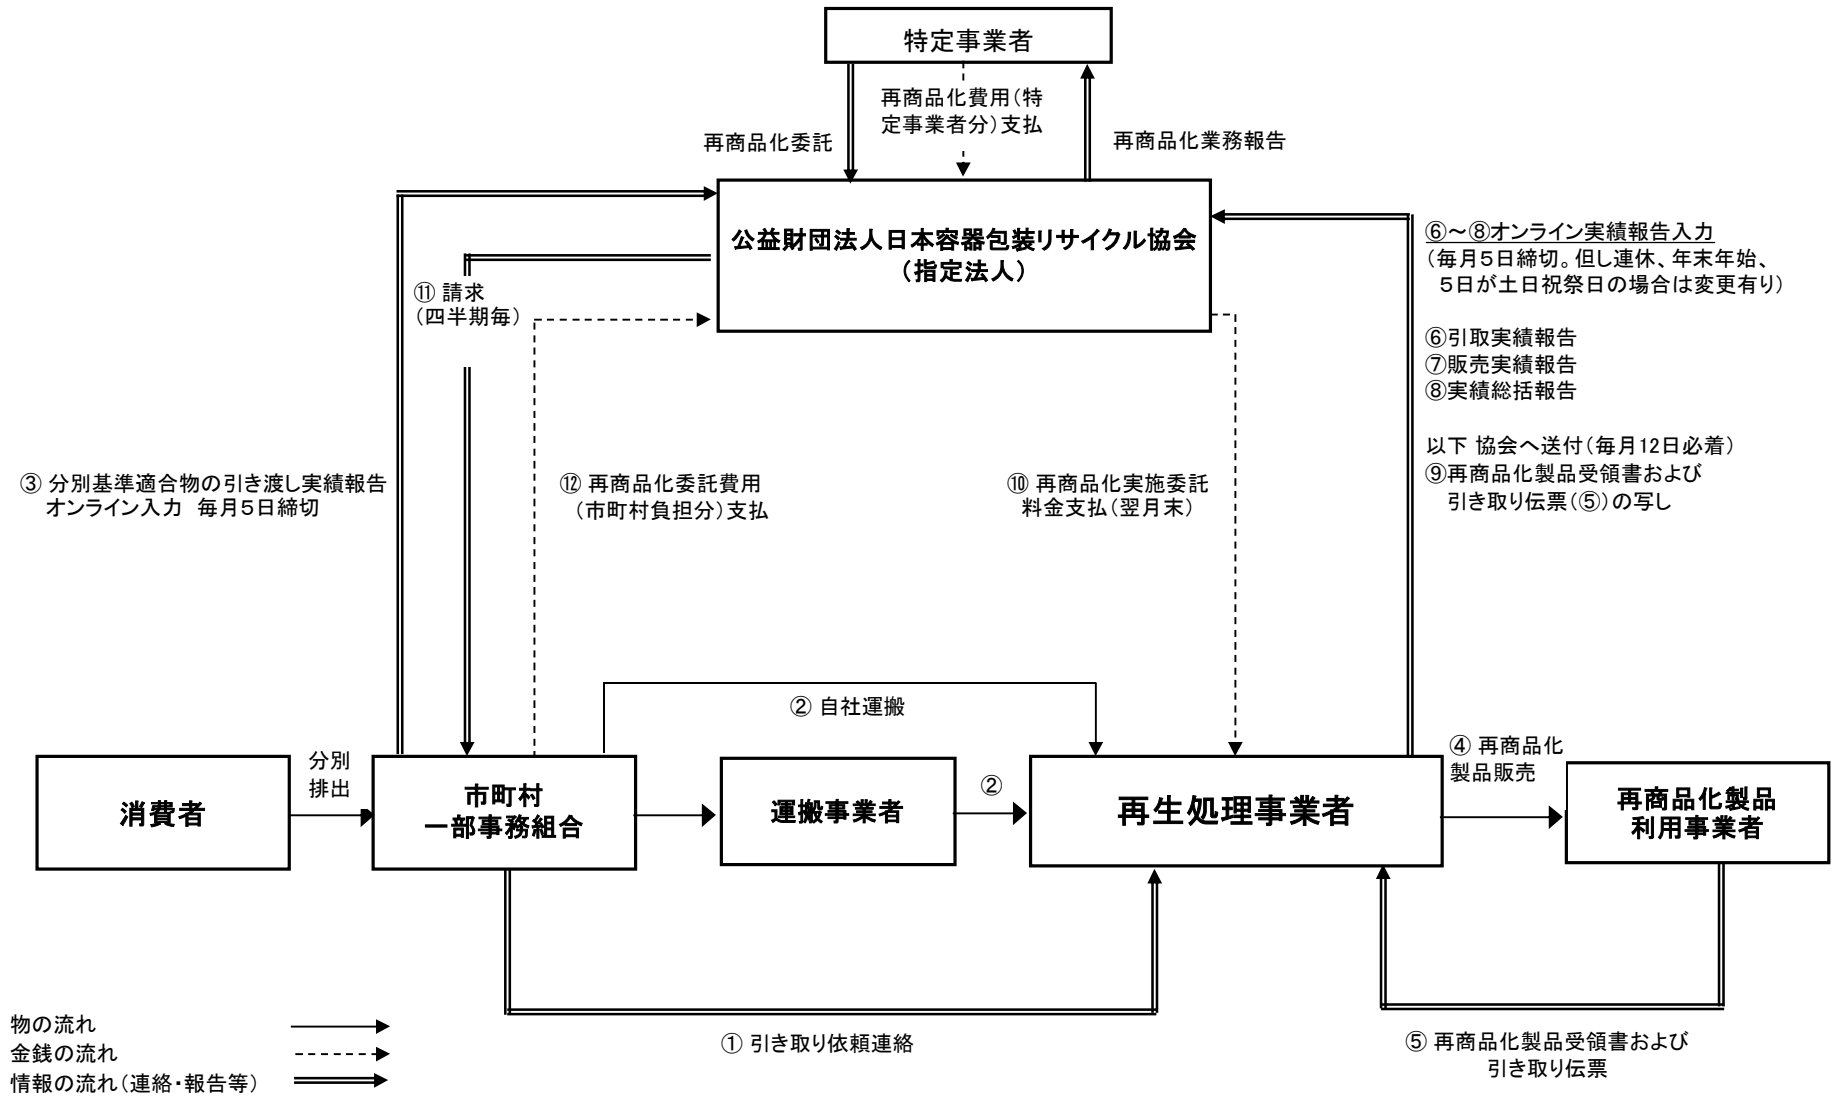 特定事業者
再商品化費用（特
定事業者分）支払
再商品化委託
再商品化業務報告
公益財団法人日本容器包装リサイクル協会
（指定法人）
⑥～⑧オンライン実績報告入力
（毎月５日締切。但し連休、年末年始、
５日が土日祝祭日の場合は変更有り）
⑪ 請求
（四半期毎）
⑥引取実績報告
⑦販売実績報告
⑧実績総括報告
以下 協会へ送付（毎月12日必着）
⑨再商品化製品受領書および
引き取り伝票（⑤）の写し
③ 分別基準適合物の引き渡し実績報告
オンライン入力　毎月５日締切
⑫ 再商品化委託費用
（市町村負担分）支払
⑩ 再商品化実施委託
料金支払（翌月末）
② 自社運搬
分別
排出
④ 再商品化
製品販売
消費者
市町村
一部事務組合
運搬事業者
②
再生処理事業者
再商品化製品
利用事業者
① 引き取り依頼連絡
⑤ 再商品化製品受領書および
引き取り伝票
物の流れ
金銭の流れ
情報の流れ（連絡・報告等）